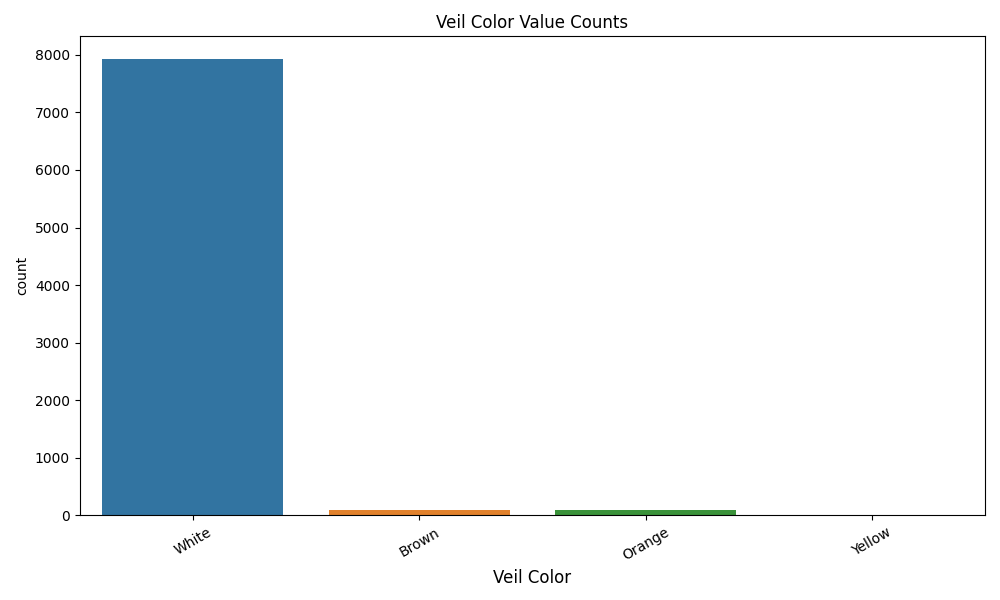 Veil Color Value Counts
8000
7000
6000
5000
4000
3000
2000
1000
0
count
White
Brown
Orange
Yellow
Veil Color